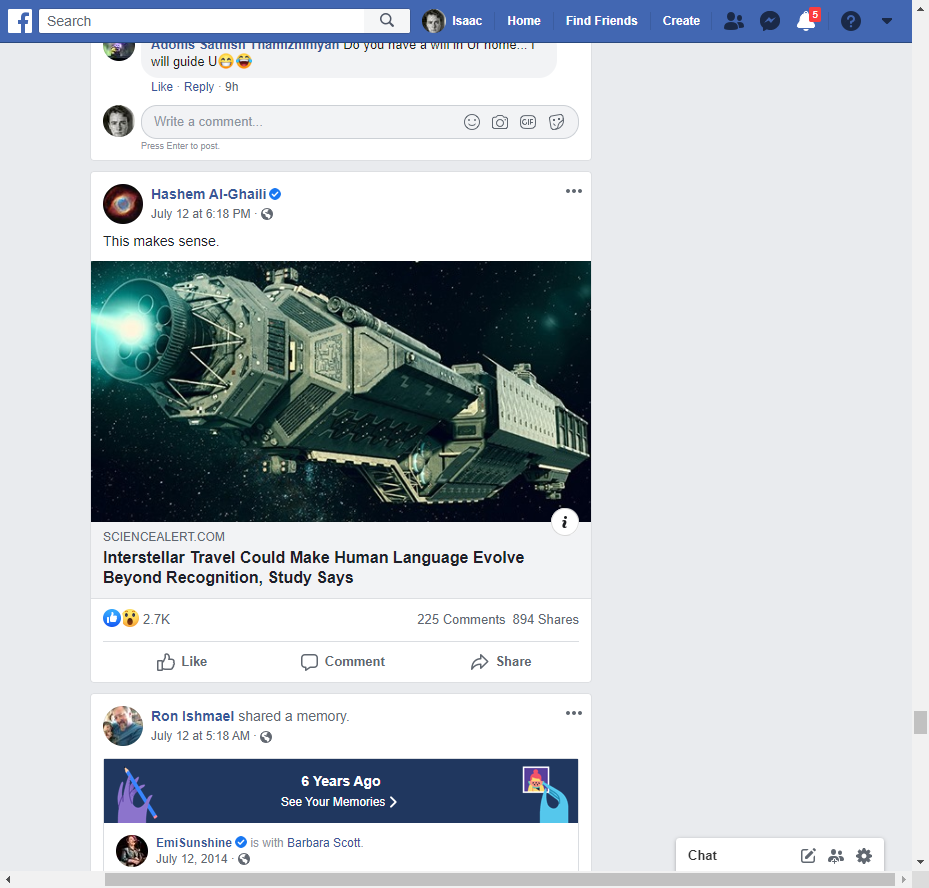 Search
Isaac
Home
Find Friends
Create
5
Adonis Sathish Thamizhiniyan Do you have a will in Ur home... I
will guide U😁😂
Like · Reply · 9h
Write a comment...
GIF
Press Enter to post.
Hashem Al-Ghaili
July 12 at 6:18 PM ·
This makes sense.
SCIENCEALERT.COM
Interstellar Travel Could Make Human Language Evolve
Beyond Recognition, Study Says
2.7K
225 Comments 894 Shares
Like
Comment
Share
Ron Ishmael shared a memory.
July 12 at 5:18 AM ·
6 Years Ago
See Your Memories
EmiSunshine is with Barbara Scott.
July 12, 2014 ·
Chat